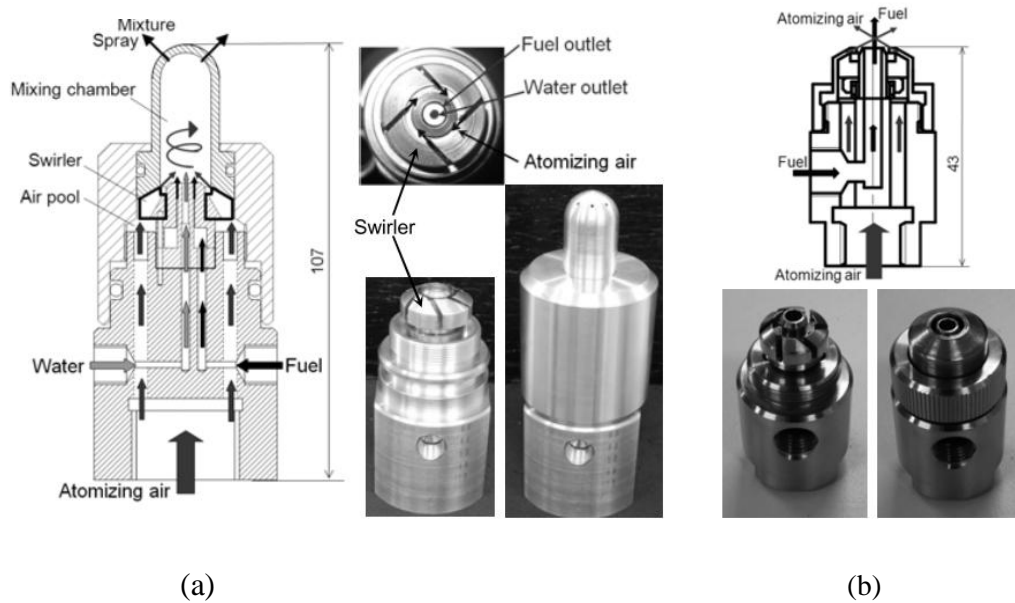 (a)
Mixture
Spray
Mixing chamber
Swirler
Air pool
107
Water
Fuel
Atomizing air
Fuel outlet
Water outlet
Atomizing air
Swirler
(b)
Atomizing air
Fuel
Fuel
43
Atomizing air
(a)
(b)